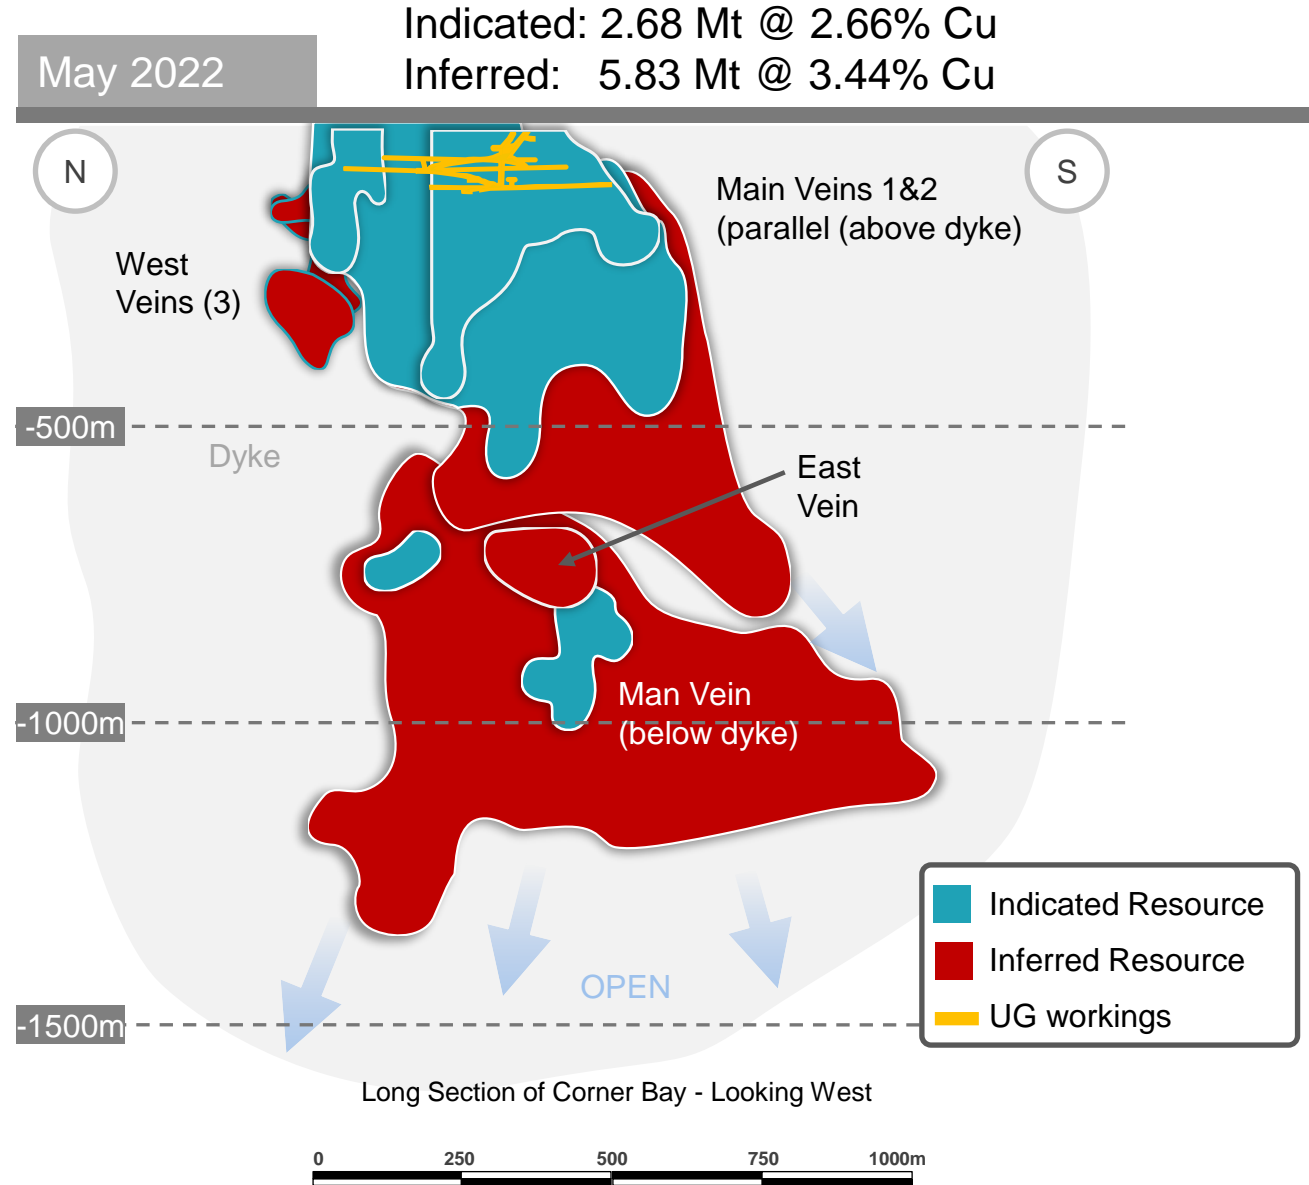 Indicated: 2.68 Mt @ 2.66% Cu
May 2022
Inferred: 5.83 Mt @ 3.44% Cu
N
S
Main Veins 1&2
(parallel (above dyke)
West
Veins (3)
-500m
Dyke
East
Vein
Man Vein
(below dyke)
-1000m
Indicated Resource
Inferred Resource
UG workings
OPEN
-1500m
Long Section of Corner Bay - Looking West
0 250 500 750 1000m